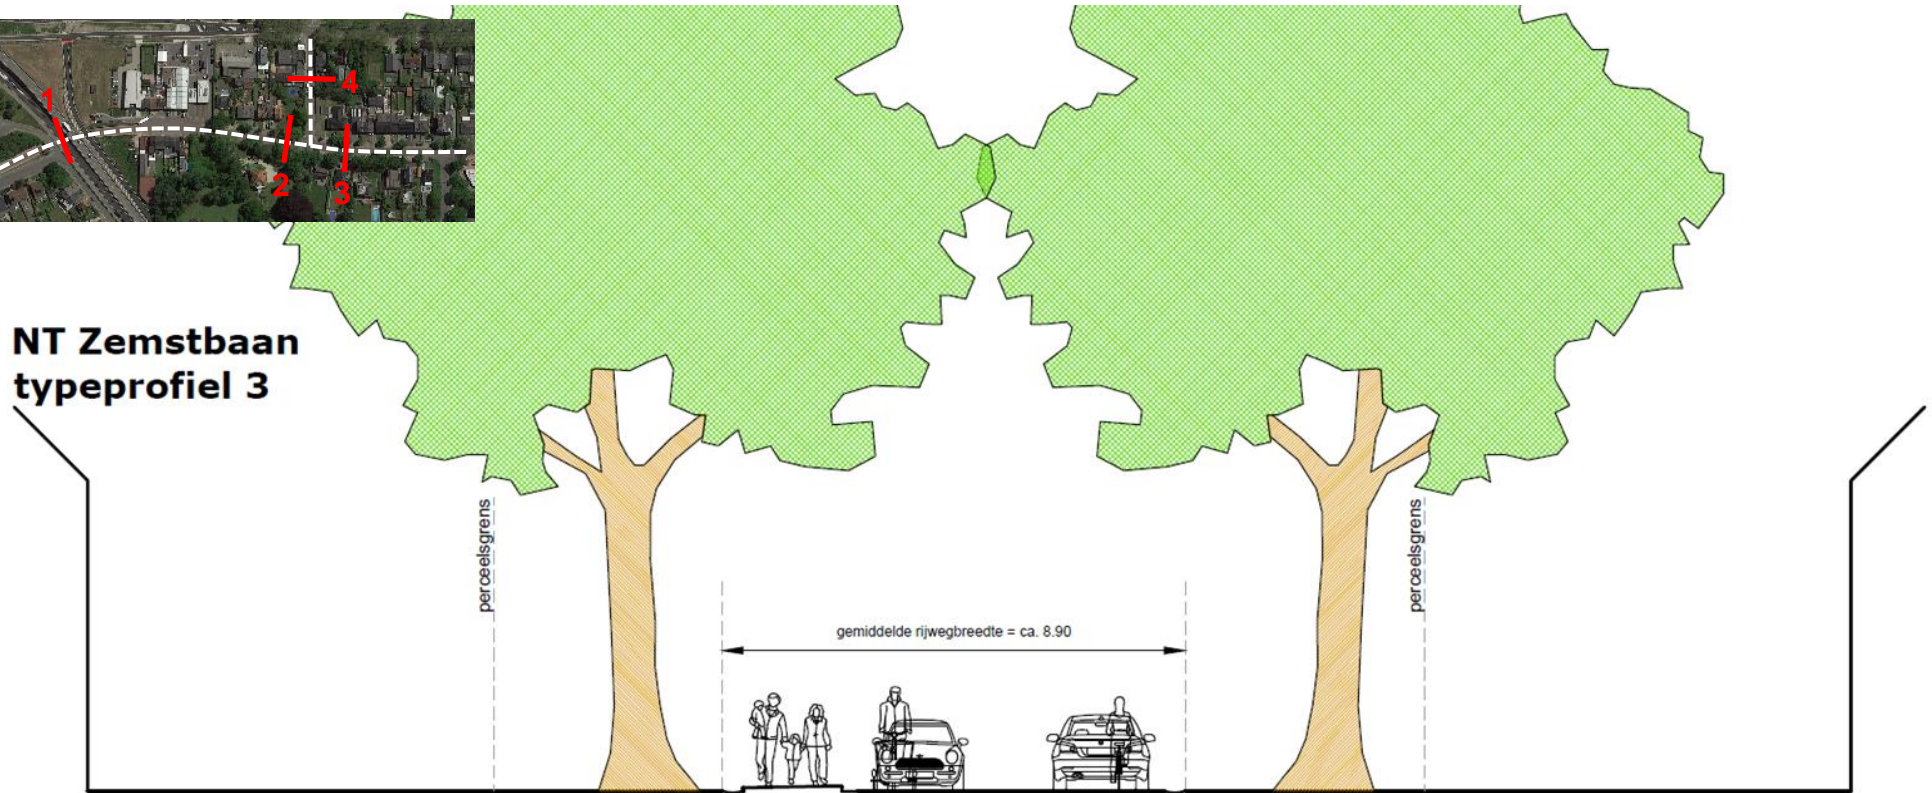 1
4
2
3
NT Zemstbaan
typeprofiel 3
perceelsgrens
perceelsgrens
gemiddelde rijwegbreedte = ca. 8.90